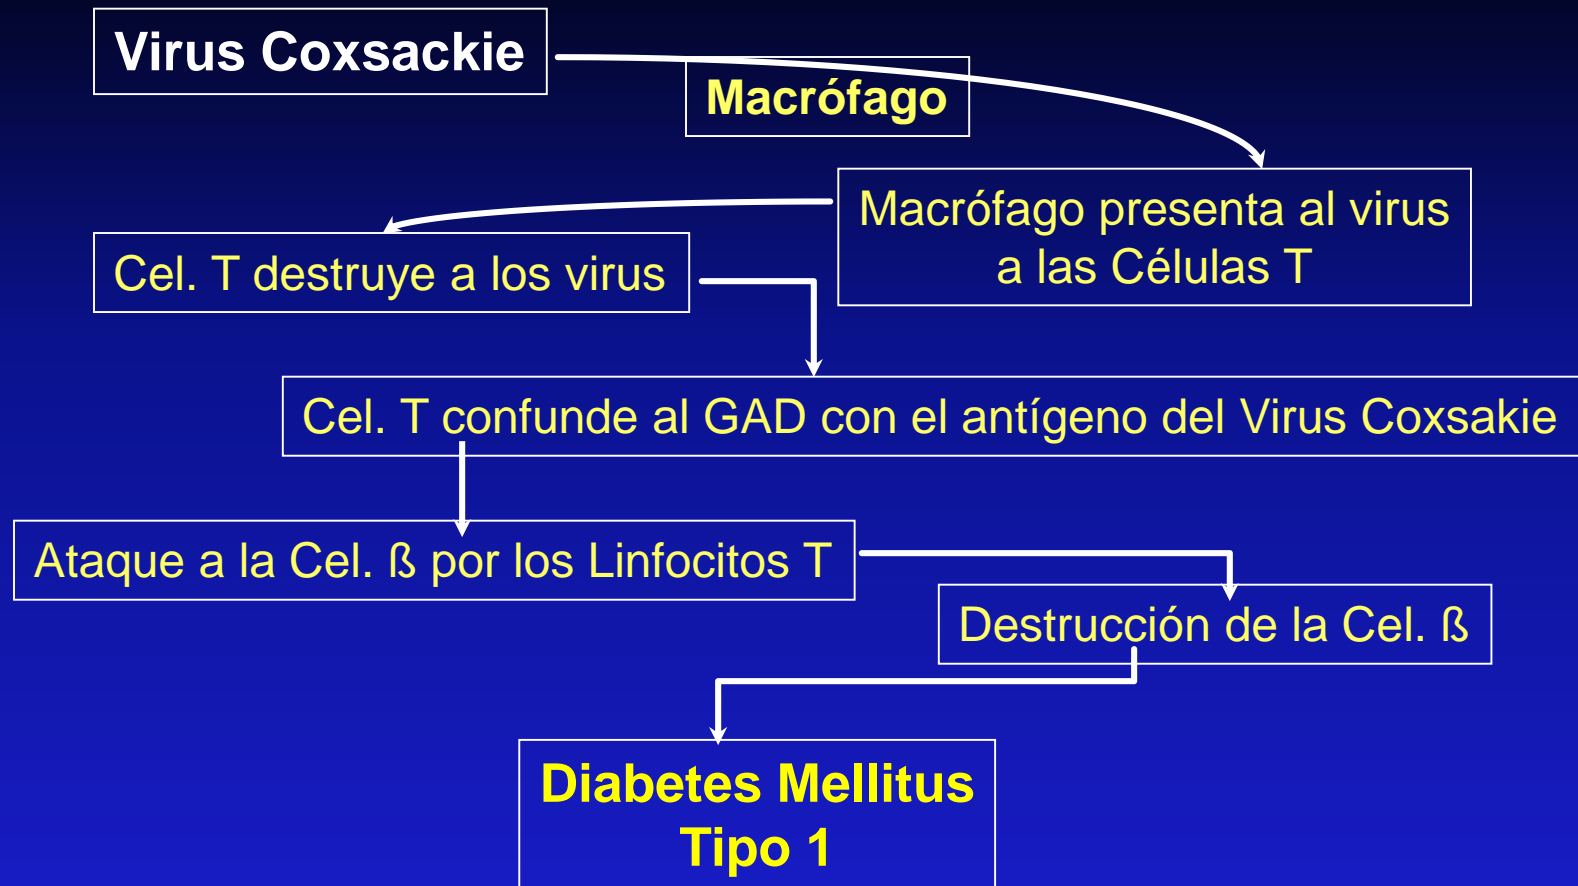 Virus Coxsackie
Macrófago
Macrófago presenta al virus
a las Células T
Cel. T destruye a los virus
Cel. T confunde al GAD con el antígeno del Virus Coxsakie
Ataque a la Cel. ß por los Linfocitos T
Destrucción de la Cel. ß
Diabetes Mellitus
Tipo 1